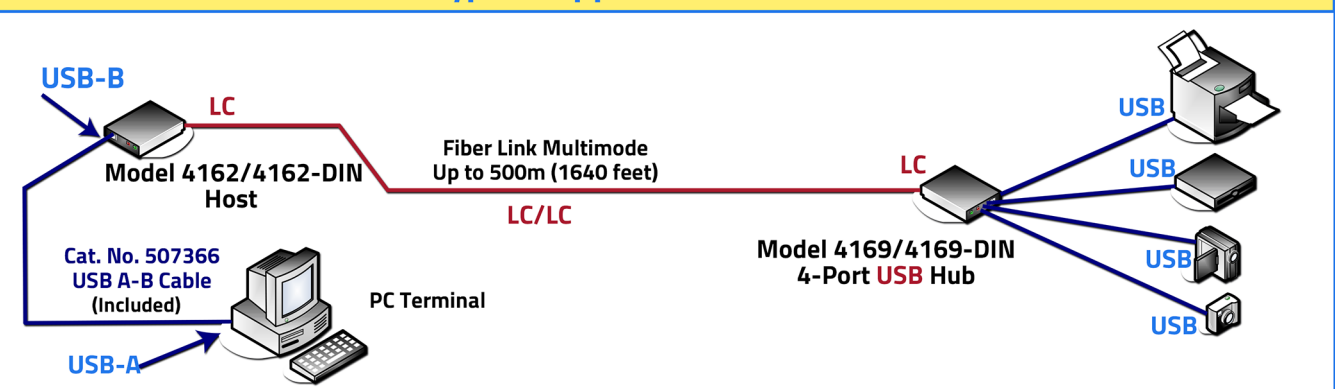 USB-B
LC
Model 4162/4162-DIN
Host
Fiber Link Multimode
Up to 500m (1640 feet)
LC/LC
LC
Model 4169/4169-DIN
4-Port USB Hub
USB
USB
USB
USB
Cat. No. 507366
USB A-B Cable
(Included)
PC Terminal
USB-A